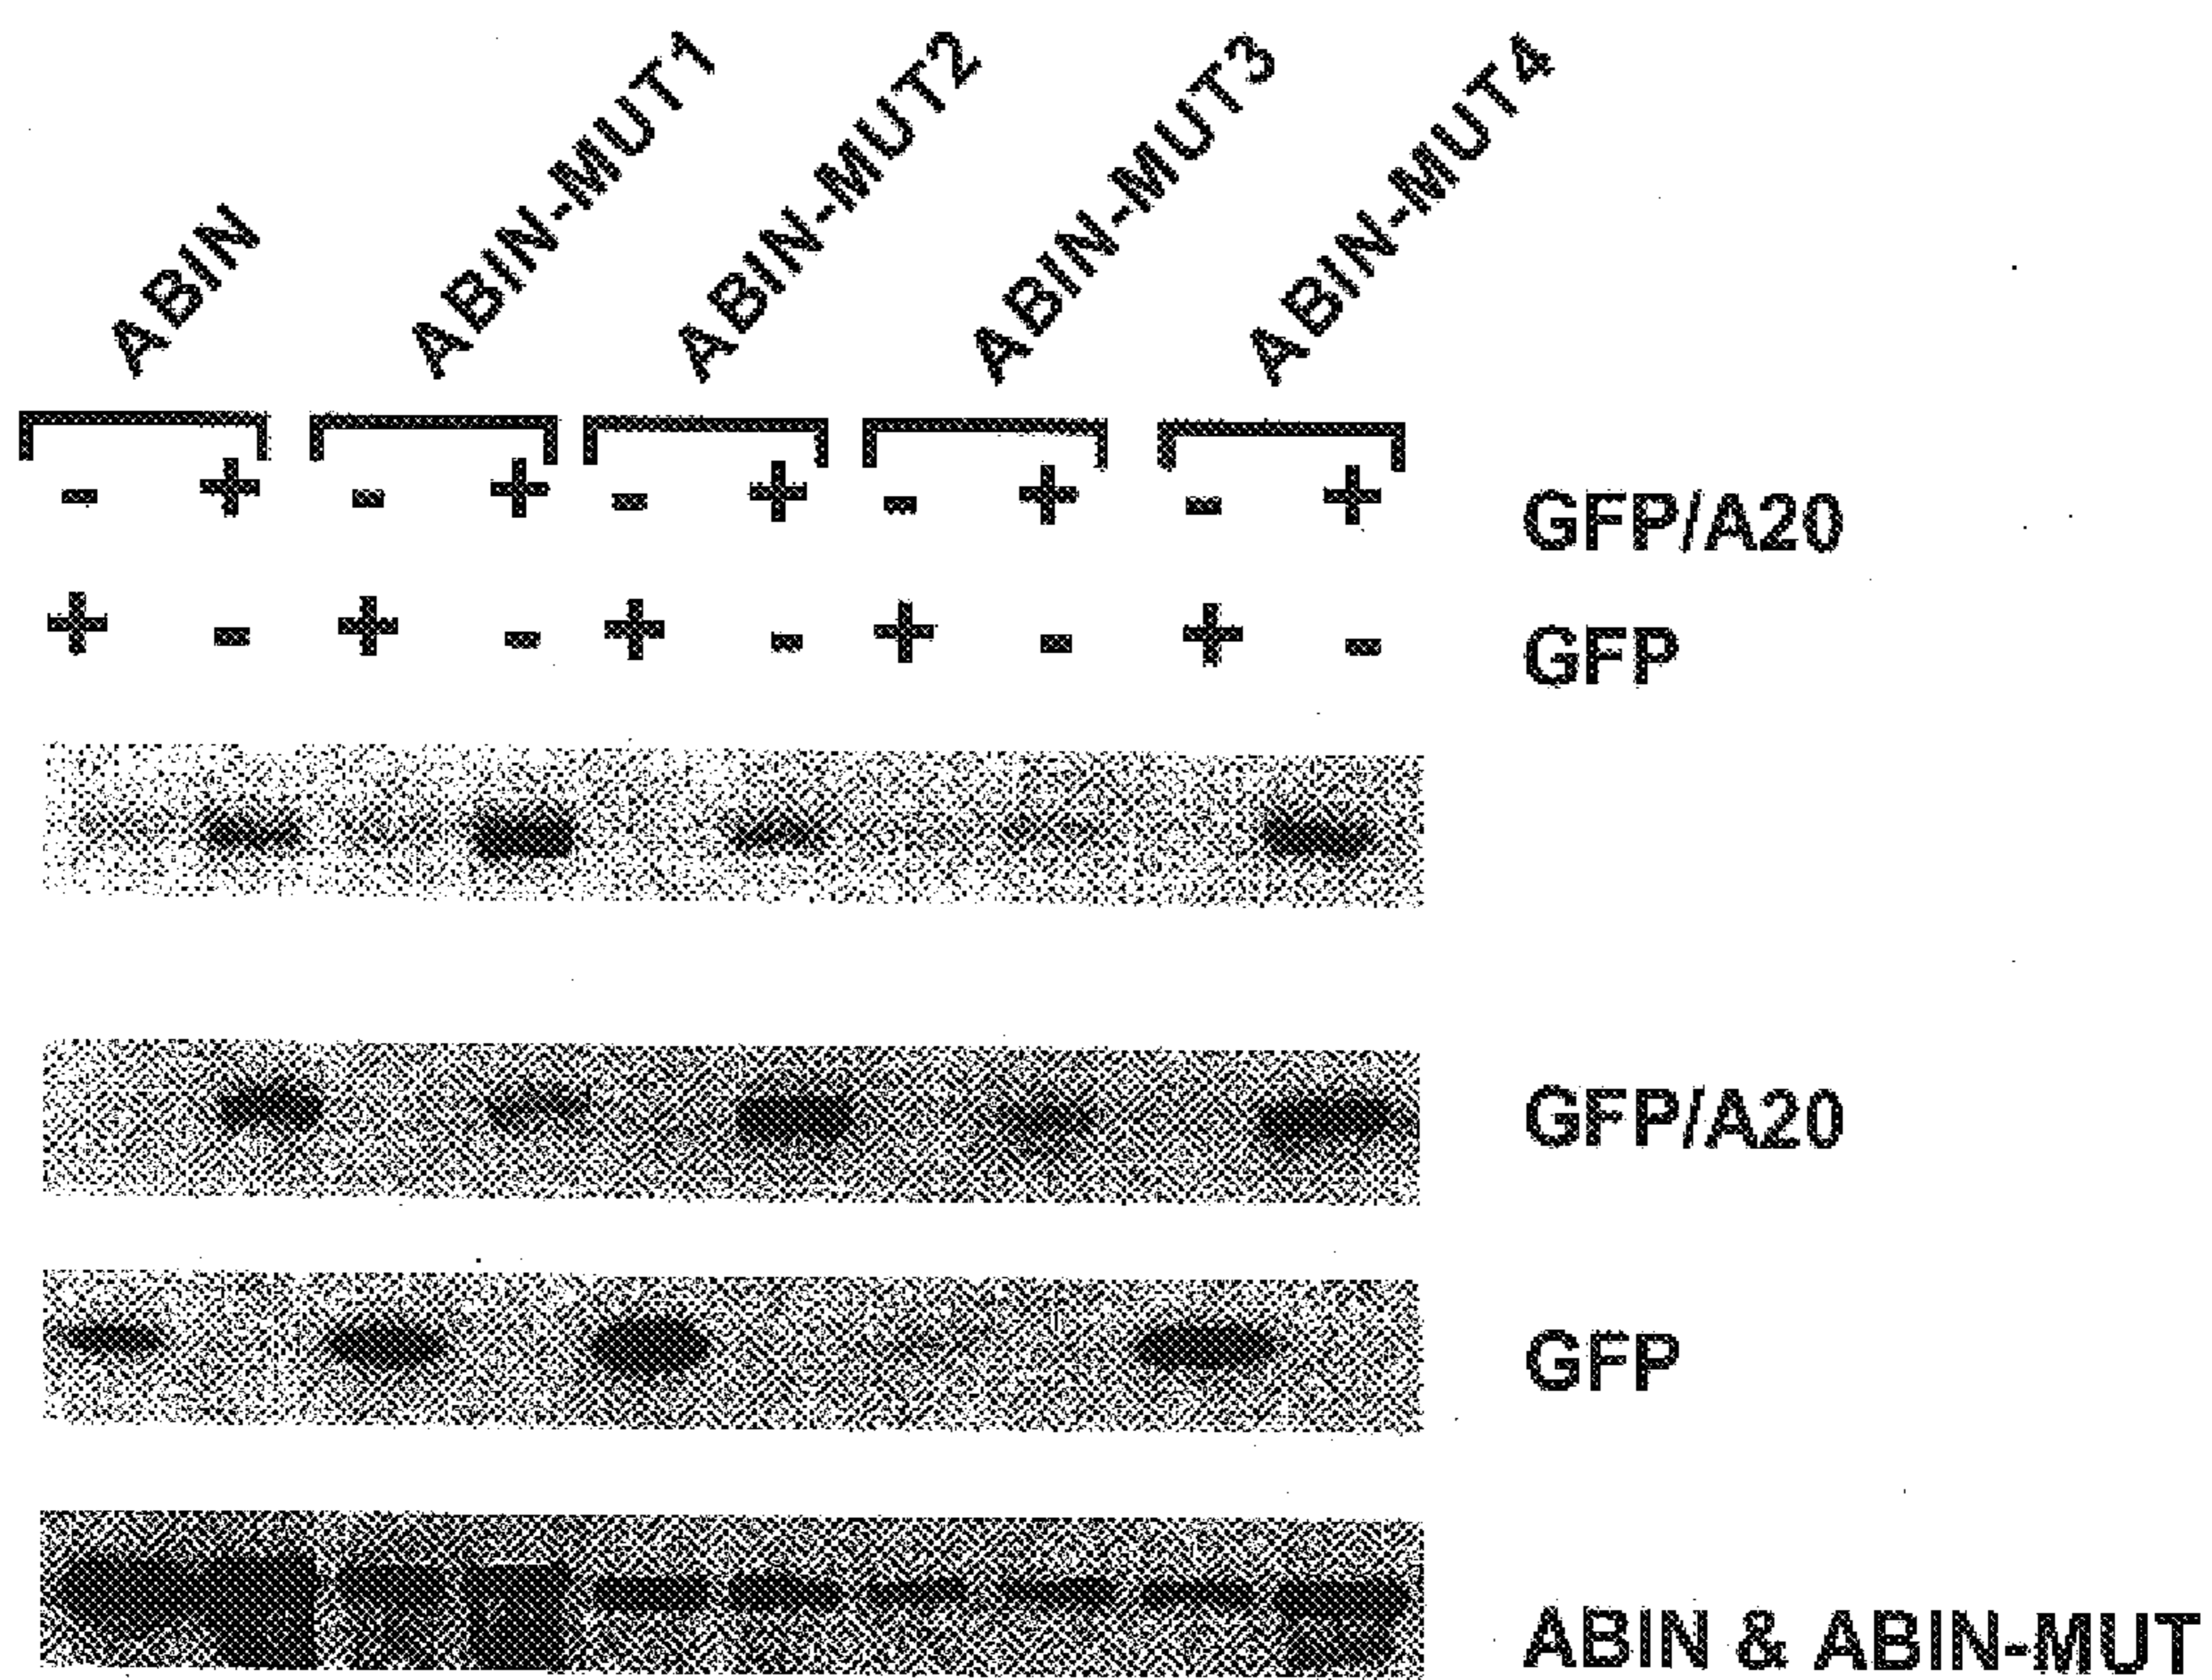 ABIN ABIN-MUT1 ABIN-MUT2 ABIN-MUT3 ABIN-MUT4
- + - + - + - + - + GFP/A20
+ - + - + - + - + - GFP
GFP/A20
GFP
ABIN & ABIN-MUT